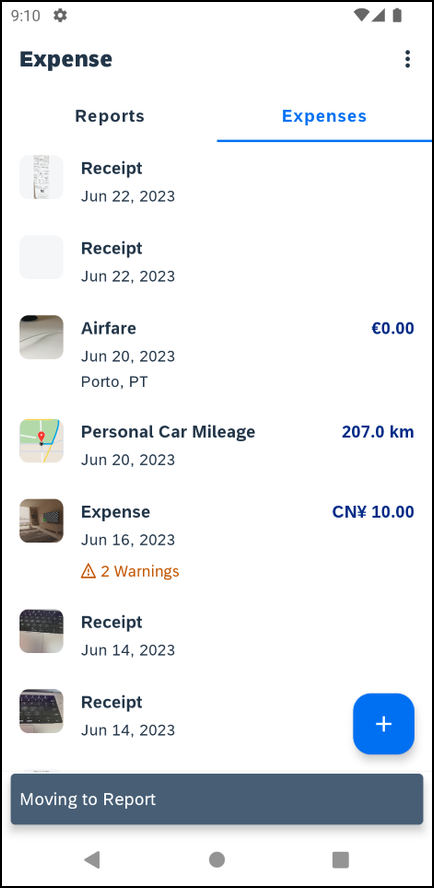 9:10
Expense
Reports
Expenses
Receipt
Jun 22, 2023
Receipt
Jun 22, 2023
Airfare
€0.00
Jun 20, 2023
Porto, PT
Personal Car Mileage
207.0 km
Jun 20, 2023
Expense
CN¥ 10.00
Jun 16, 2023
2 Warnings
Receipt
Jun 14, 2023
Receipt
Jun 14, 2023
Moving to Report